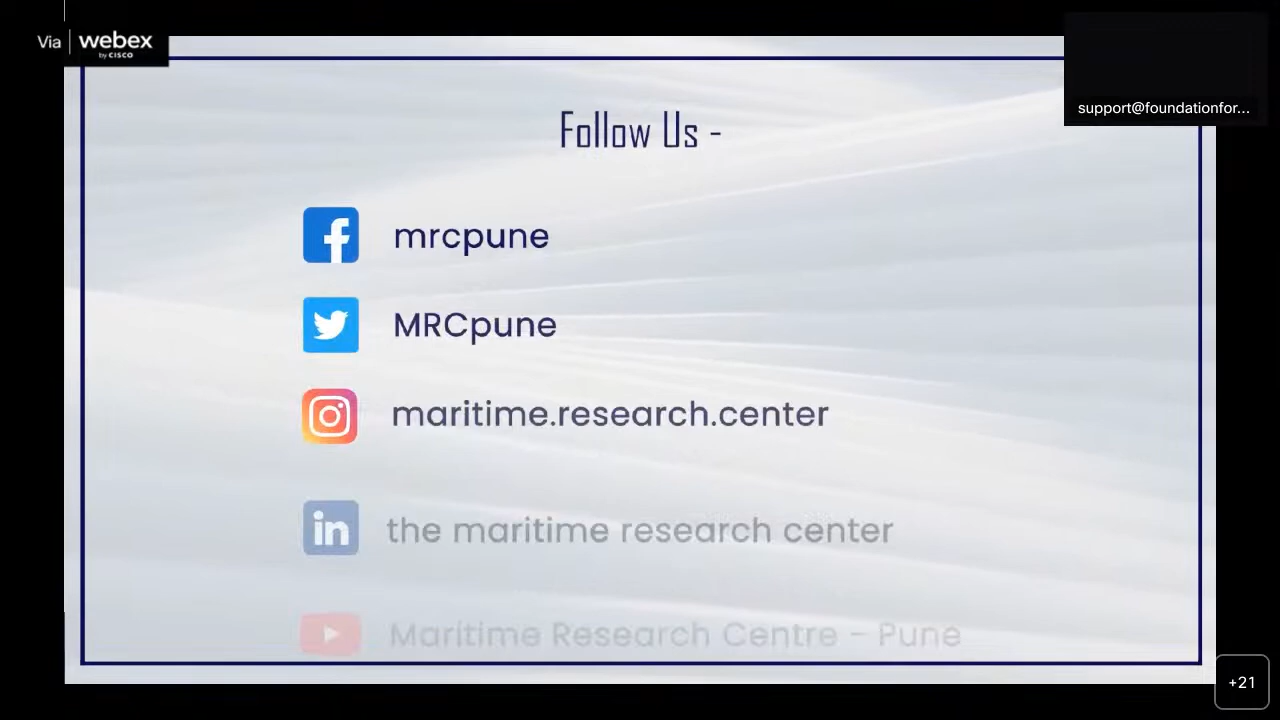 Via webex
by CISCO
support@foundationfor...
Follow Us -
mrcpune
MRCpune
maritime.research.center
in the maritime research center
Maritime Research Centre - Pune
+21